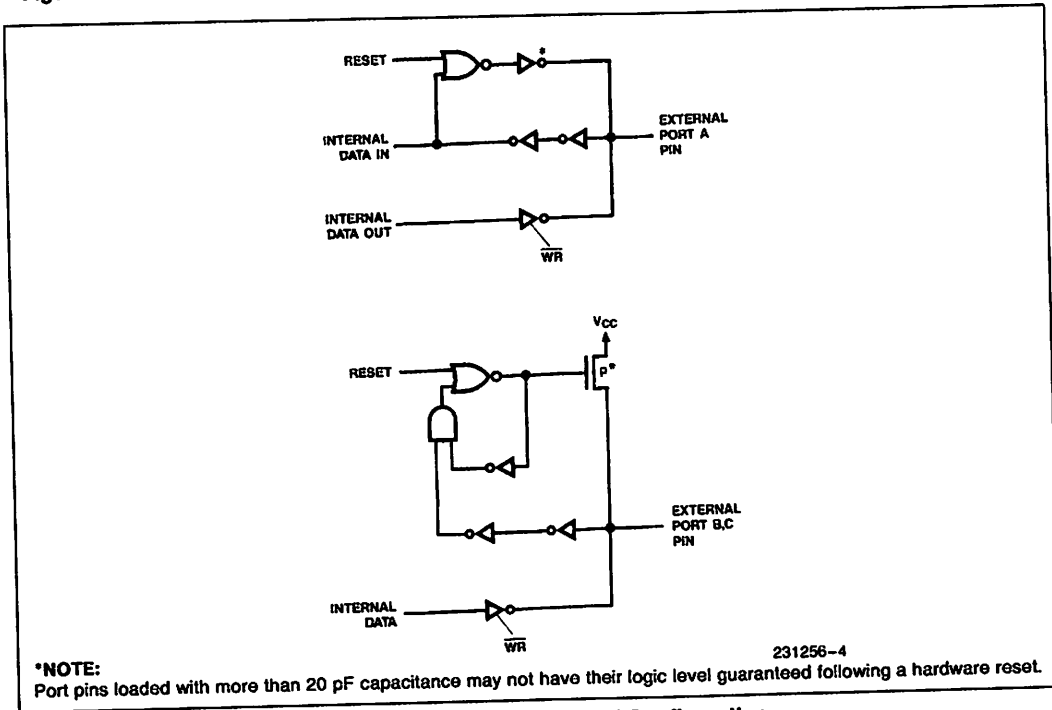 RESET
*
INTERNAL
DATA IN
EXTERNAL
PORT A
PIN
INTERNAL
DATA OUT
WR
VCC
RESET
P*
EXTERNAL
PORT B,C
PIN
INTERNAL
DATA
WR
231256–4
*NOTE:
Port pins loaded with more than 20 pF capacitance may not have their logic level guaranteed following a hardware reset.